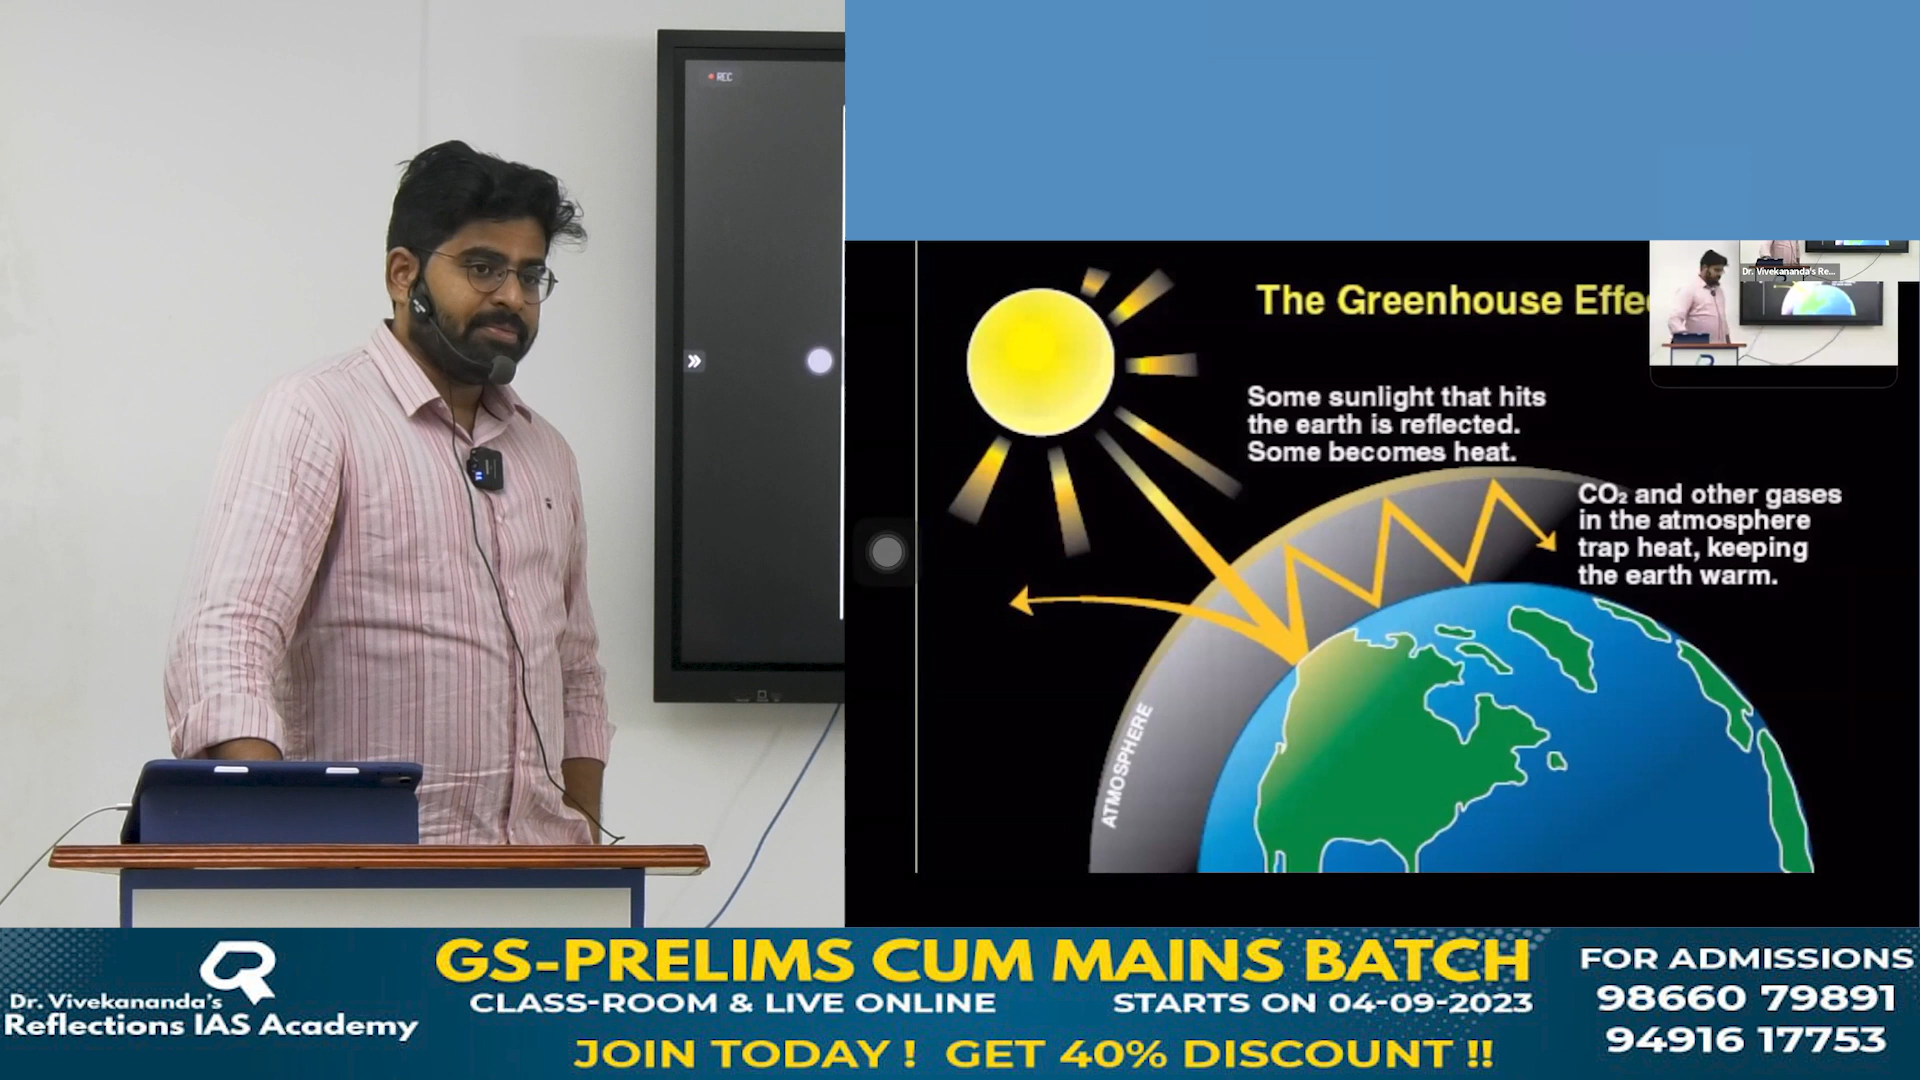 REC
The Greenhouse Effe
Dr. Vivekananda's Re...
Some sunlight that hits
the earth is reflected.
Some becomes heat.
CO₂ and other gases
in the atmosphere
trap heat, keeping
the earth warm.
ATMOSPHERE
Dr. Vivekananda's
Reflections IAS Academy
GS-PRELIMS CUM MAINS BATCH
CLASS-ROOM & LIVE ONLINE STARTS ON 04-09-2023
JOIN TODAY ! GET 40% DISCOUNT !!
FOR ADMISSIONS
98660 79891
94916 17753